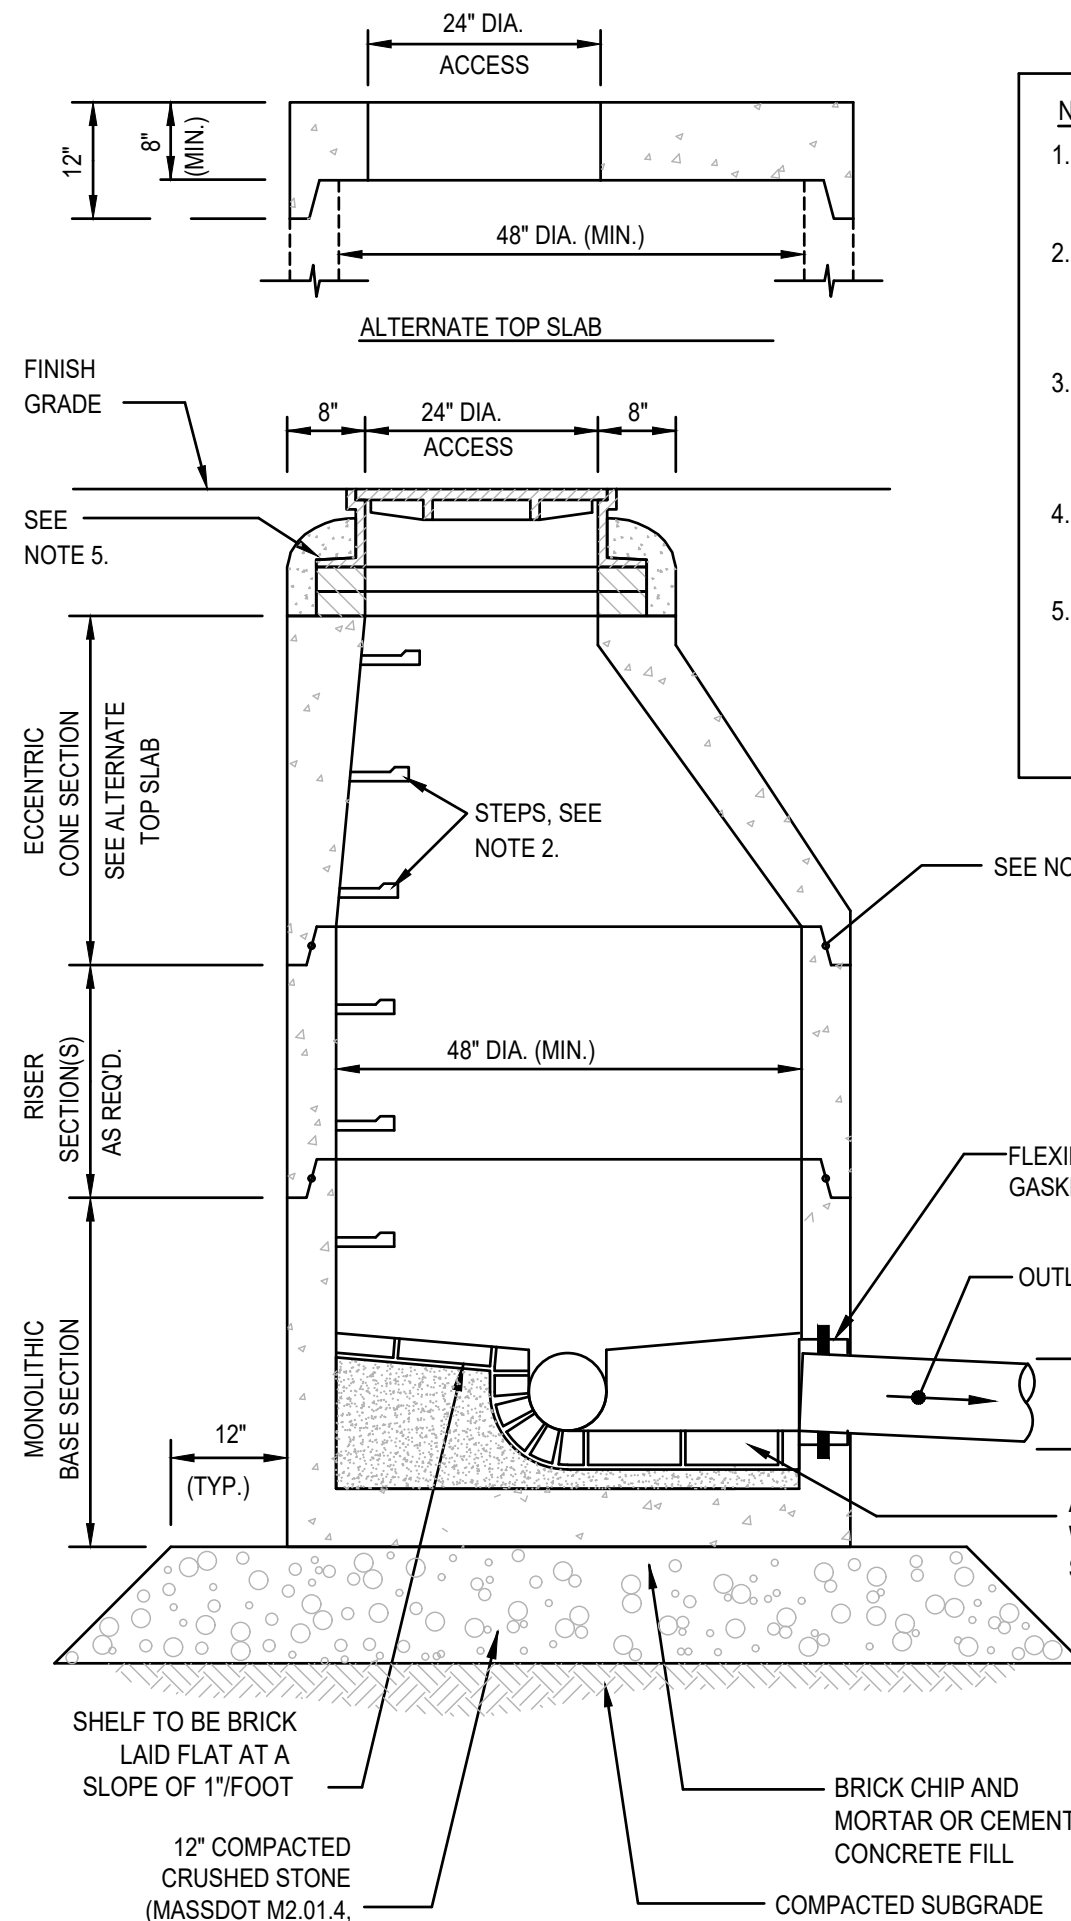 24" DIA.
ACCESS
12"
8"
(MIN.)
48" DIA. (MIN.)
ALTERNATE TOP SLAB
1.
2.
3.
4.
5.
FINISH
GRADE
8"
24" DIA.
8"
ACCESS
SEE
NOTE 5.
ECCENTRIC
CONE SECTION
SEE ALTERNATE
TOP SLAB
STEPS, SEE
NOTE 2.
SEE
RISER
SECTION(S)
AS REQ'D.
48" DIA. (MIN.)
MONOLITHIC
BASE SECTION
12"
(TYP.)
SHELF TO BE BRICK
LAID FLAT AT A
SLOPE OF 1"/FOOT
12" COMPACTED
CRUSHED STONE
(MASSDOT M2.01.4,
BRICK CHIP AND
MORTAR OR CEMENT
CONCRETE FILL
COMPACTED SUBGRADE